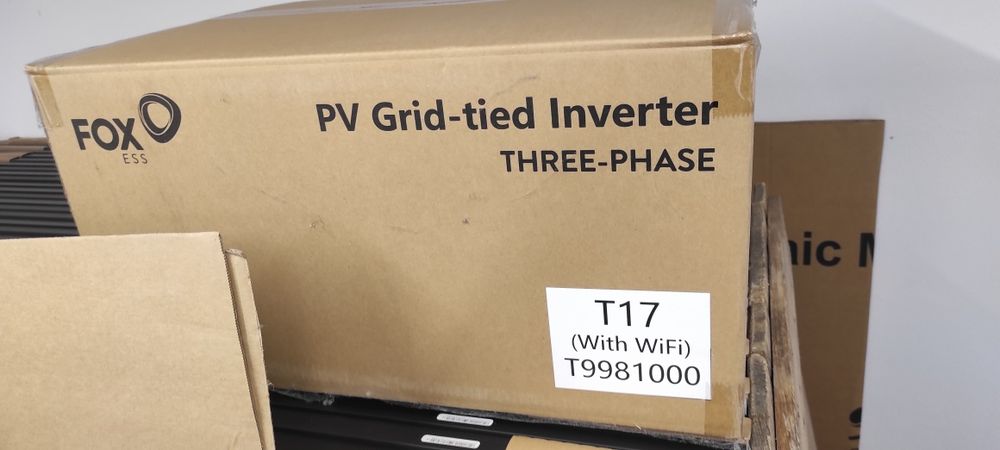 FOX
ESS
PV Grid-tied Inverter
THREE-PHASE
T17
(With WiFi)
T9981000